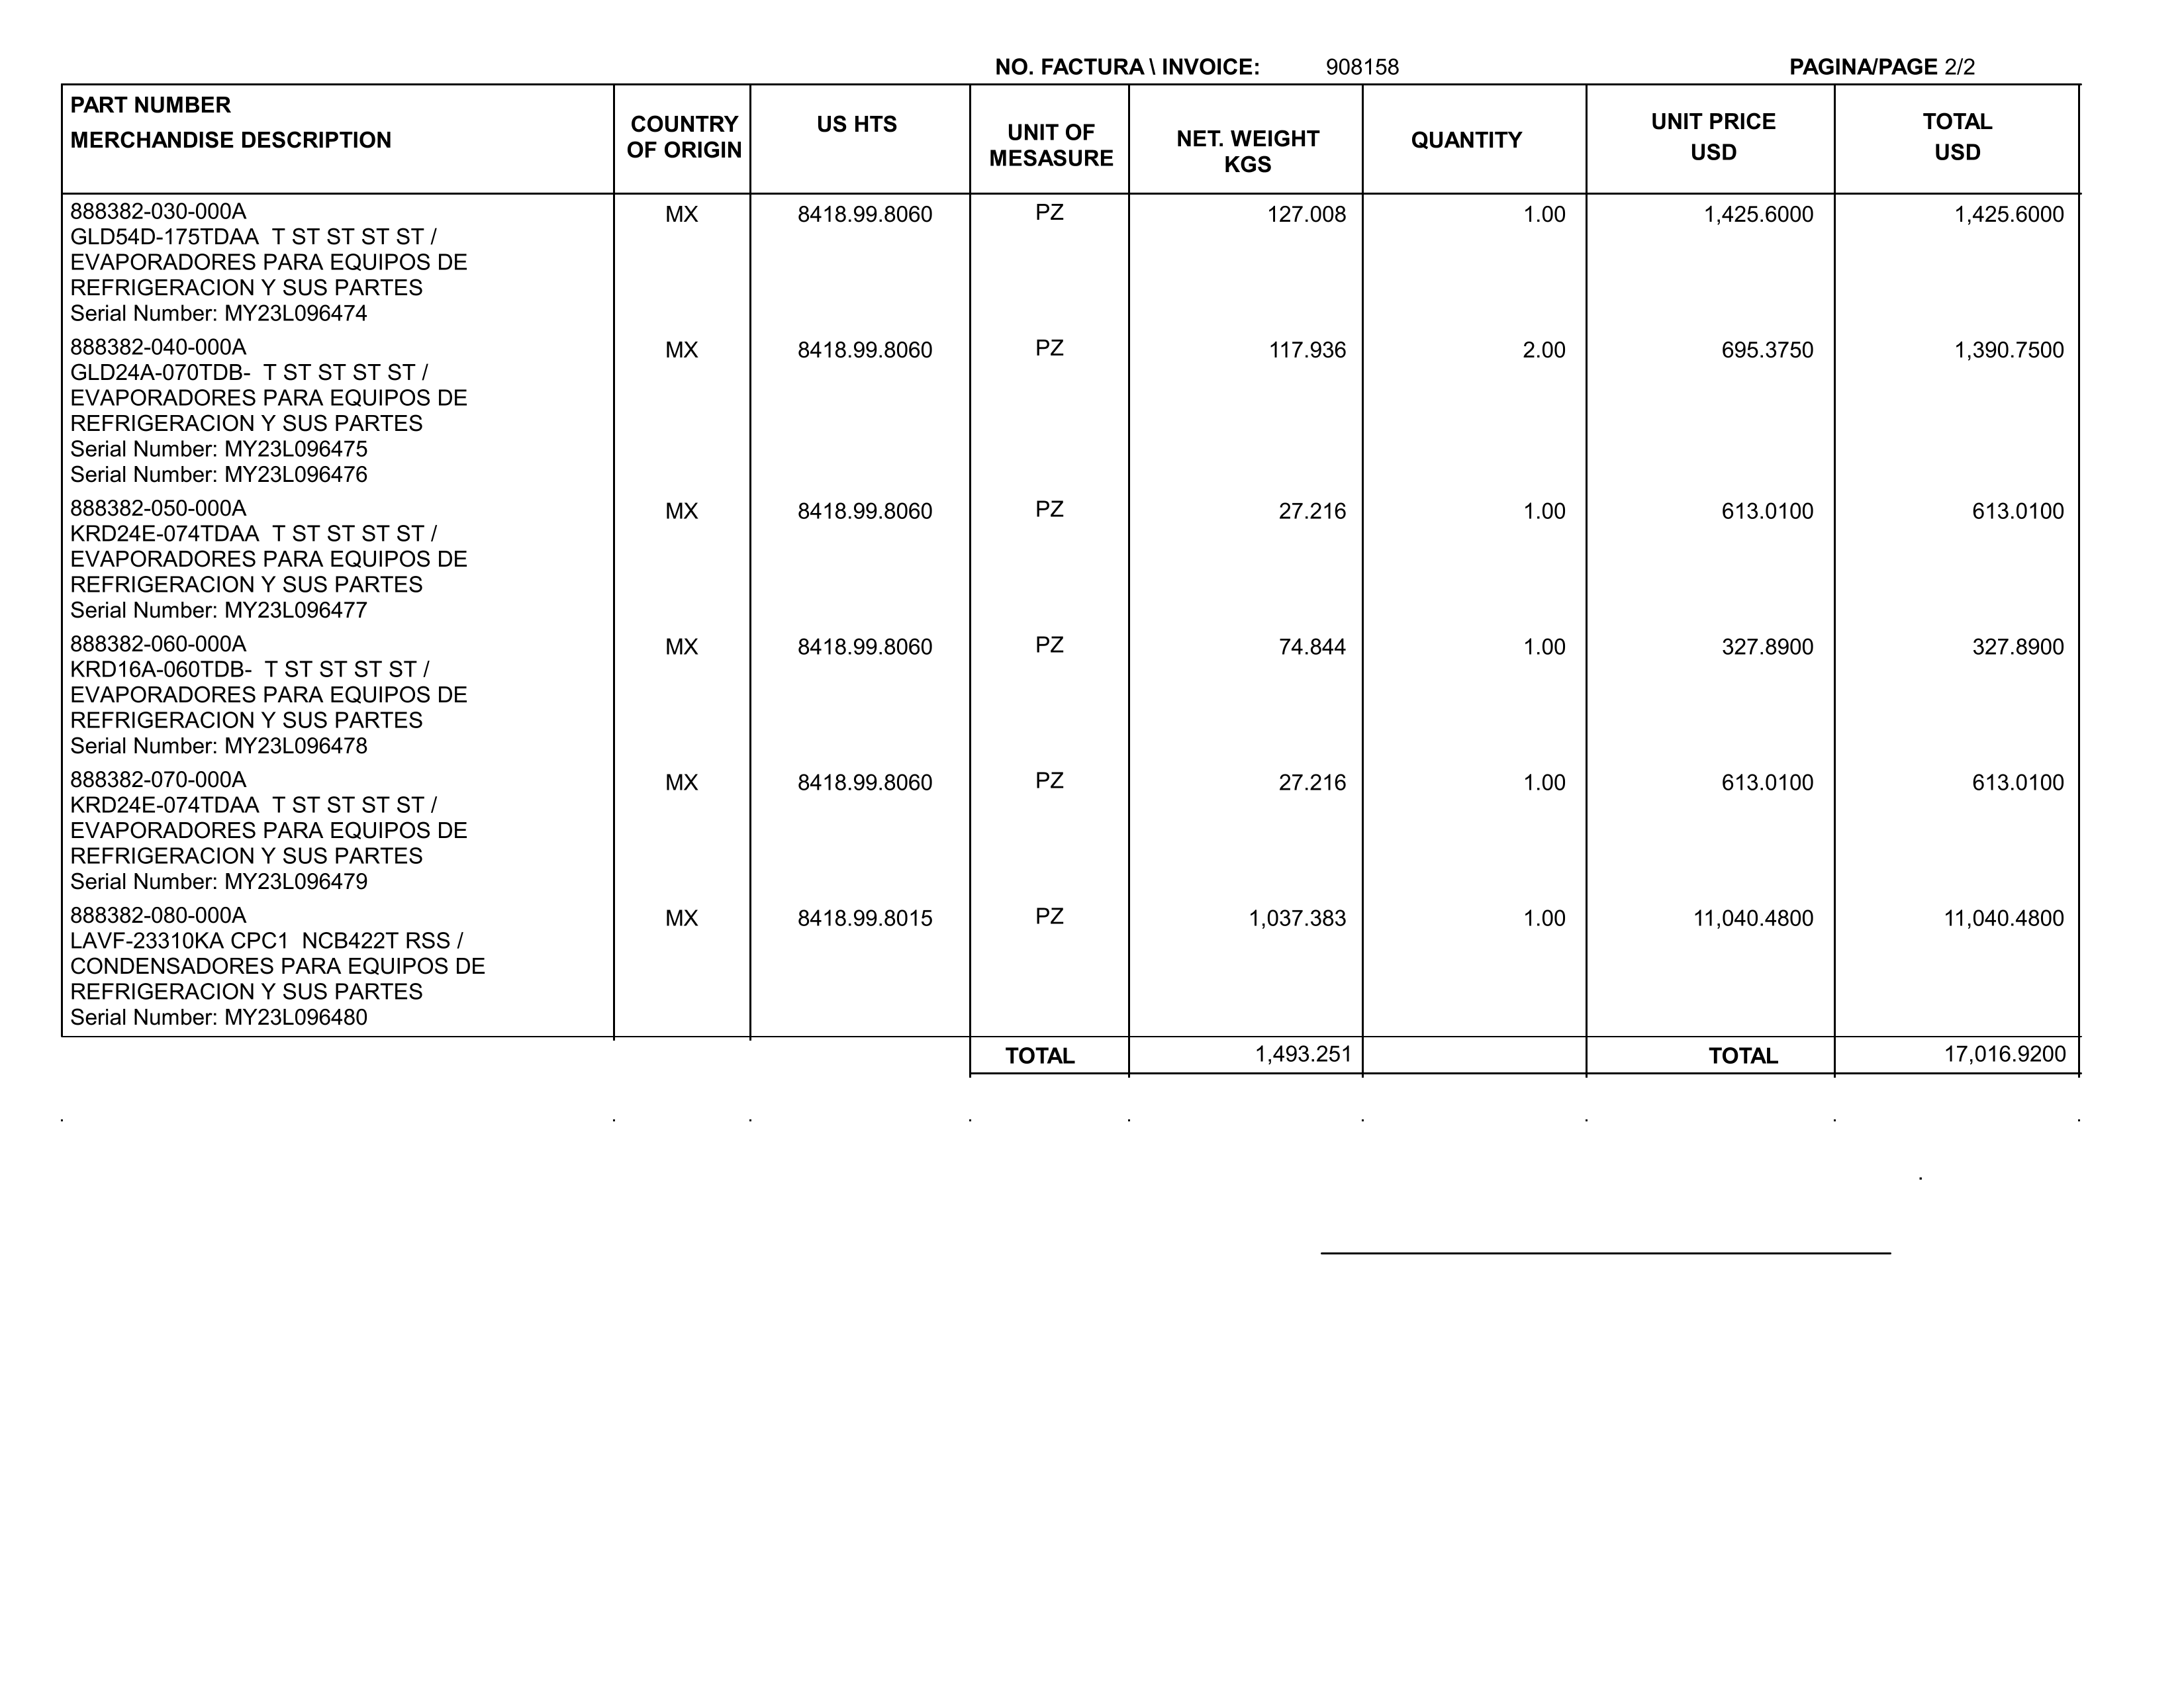 NO. FACTURA \ INVOICE: 908158 PAGINA/PAGE 2/2
PART NUMBER
MERCHANDISE DESCRIPTION
COUNTRY
OF ORIGIN
US HTS
UNIT OF
MESASURE
NET. WEIGHT
KGS
QUANTITY
UNIT PRICE
USD
TOTAL
USD
888382-030-000A MX 8418.99.8060 PZ 127.008 1.00 1,425.6000 1,425.6000
GLD54D-175TDAA  T ST ST ST ST /
EVAPORADORES PARA EQUIPOS DE
REFRIGERACION Y SUS PARTES
Serial Number: MY23L096474
888382-040-000A MX 8418.99.8060 PZ 117.936 2.00 695.3750 1,390.7500
GLD24A-070TDB-  T ST ST ST ST /
EVAPORADORES PARA EQUIPOS DE
REFRIGERACION Y SUS PARTES
Serial Number: MY23L096475
Serial Number: MY23L096476
888382-050-000A MX 8418.99.8060 PZ 27.216 1.00 613.0100 613.0100
KRD24E-074TDAA  T ST ST ST ST /
EVAPORADORES PARA EQUIPOS DE
REFRIGERACION Y SUS PARTES
Serial Number: MY23L096477
888382-060-000A MX 8418.99.8060 PZ 74.844 1.00 327.8900 327.8900
KRD16A-060TDB-  T ST ST ST ST /
EVAPORADORES PARA EQUIPOS DE
REFRIGERACION Y SUS PARTES
Serial Number: MY23L096478
888382-070-000A MX 8418.99.8060 PZ 27.216 1.00 613.0100 613.0100
KRD24E-074TDAA  T ST ST ST ST /
EVAPORADORES PARA EQUIPOS DE
REFRIGERACION Y SUS PARTES
Serial Number: MY23L096479
888382-080-000A MX 8418.99.8015 PZ 1,037.383 1.00 11,040.4800 11,040.4800
LAVF-23310KA CPC1  NCB422T RSS /
CONDENSADORES PARA EQUIPOS DE
REFRIGERACION Y SUS PARTES
Serial Number: MY23L096480
TOTAL 1,493.251 TOTAL 17,016.9200